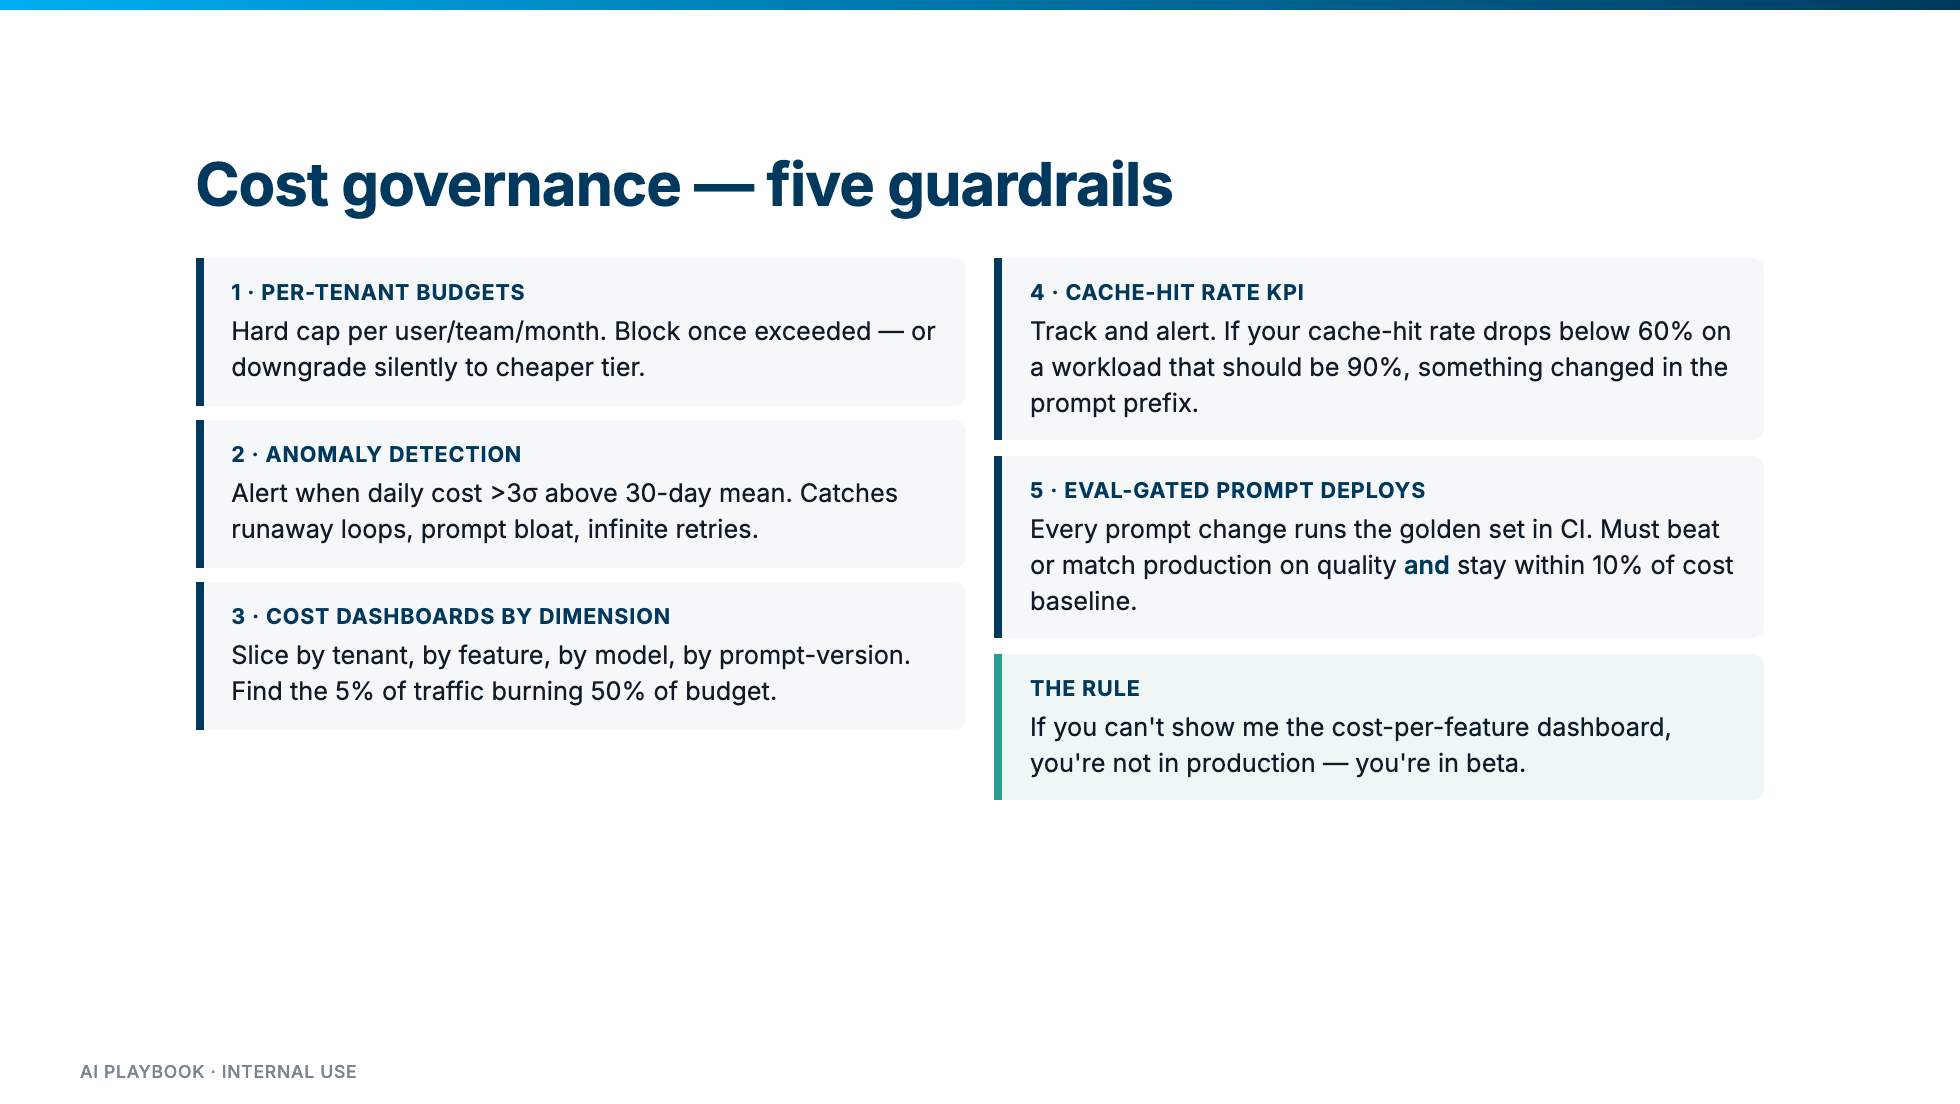 Cost governance — five guardrails
1 · PER-TENANT BUDGETS
Hard cap per user/team/month. Block once exceeded — or
downgrade silently to cheaper tier.
2 · ANOMALY DETECTION
Alert when daily cost >3σ above 30-day mean. Catches
runaway loops, prompt bloat, infinite retries.
3 · COST DASHBOARDS BY DIMENSION
Slice by tenant, by feature, by model, by prompt-version.
Find the 5% of traffic burning 50% of budget.
4 · CACHE-HIT RATE KPI
Track and alert. If your cache-hit rate drops below 60% on
a workload that should be 90%, something changed in the
prompt prefix.
5 · EVAL-GATED PROMPT DEPLOYS
Every prompt change runs the golden set in CI. Must beat
or match production on quality and stay within 10% of cost
baseline.
THE RULE
If you can't show me the cost-per-feature dashboard,
you're not in production — you're in beta.
AI PLAYBOOK · INTERNAL USE